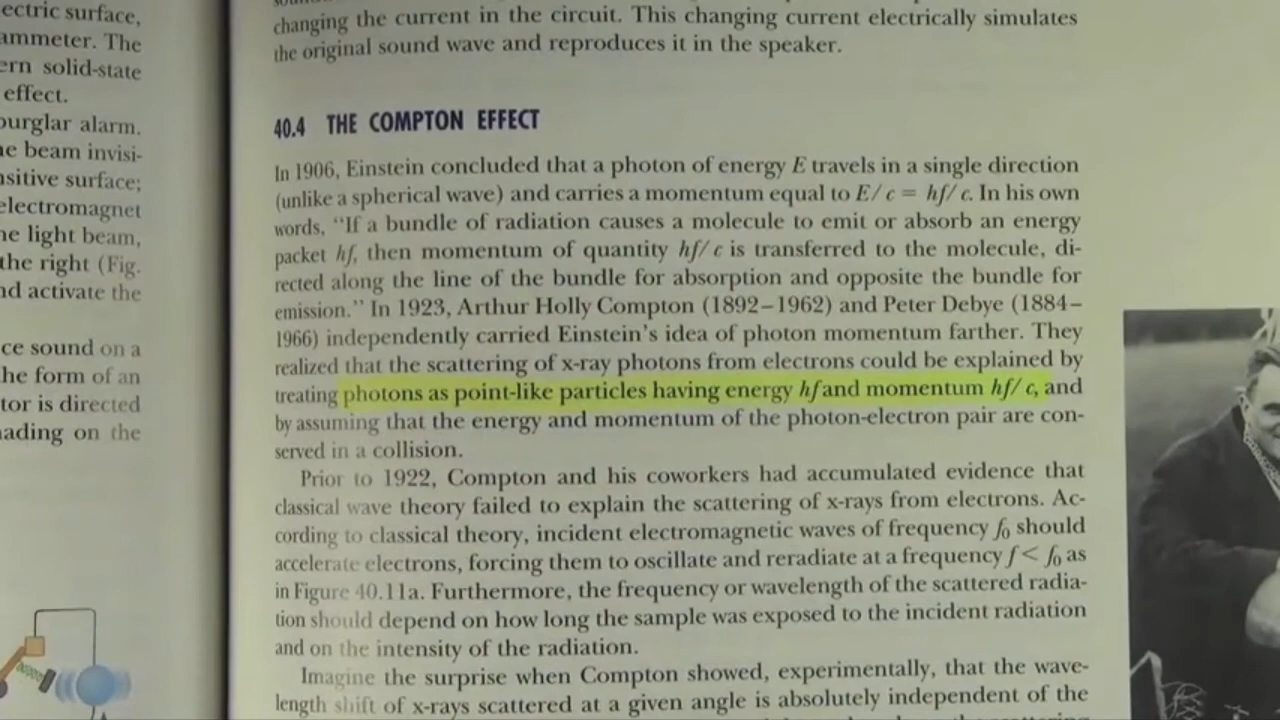 ectric surface,
ammeter. The
ern solid-state
effect.
burglar alarm.
ne beam invisi-
nsitive surface;
electromagnet
ne light beam,
the right (Fig.
nd activate the
ce sound on a
he form of an
tor is directed
nading on the
changing the current in the circuit. This changing current electrically simulates
the original sound wave and reproduces it in the speaker.
40.4 THE COMPTON EFFECT
In 1906, Einstein concluded that a photon of energy E travels in a single direction
(unlike a spherical wave) and carries a momentum equal to E/c = hf/c. In his own
words, “If a bundle of radiation causes a molecule to emit or absorb an energy
packet hf, then momentum of quantity hf/c is transferred to the molecule, di-
rected along the line of the bundle for absorption and opposite the bundle for
emission.” In 1923, Arthur Holly Compton (1892–1962) and Peter Debye (1884–
1966) independently carried Einstein’s idea of photon momentum farther. They
realized that the scattering of x-ray photons from electrons could be explained by
treating photons as point-like particles having energy hf and momentum hf/c, and
by assuming that the energy and momentum of the photon-electron pair are con-
served in a collision.
Prior to 1922, Compton and his coworkers had accumulated evidence that
classical wave theory failed to explain the scattering of x-rays from electrons. Ac-
cording to classical theory, incident electromagnetic waves of frequency f₀ should
accelerate electrons, forcing them to oscillate and reradiate at a frequency f < f₀ as
in Figure 40.11a. Furthermore, the frequency or wavelength of the scattered radia-
tion should depend on how long the sample was exposed to the incident radiation
and on the intensity of the radiation.
Imagine the surprise when Compton showed, experimentally, that the wave-
length shift of x-rays scattered at a given angle is absolutely independent of the